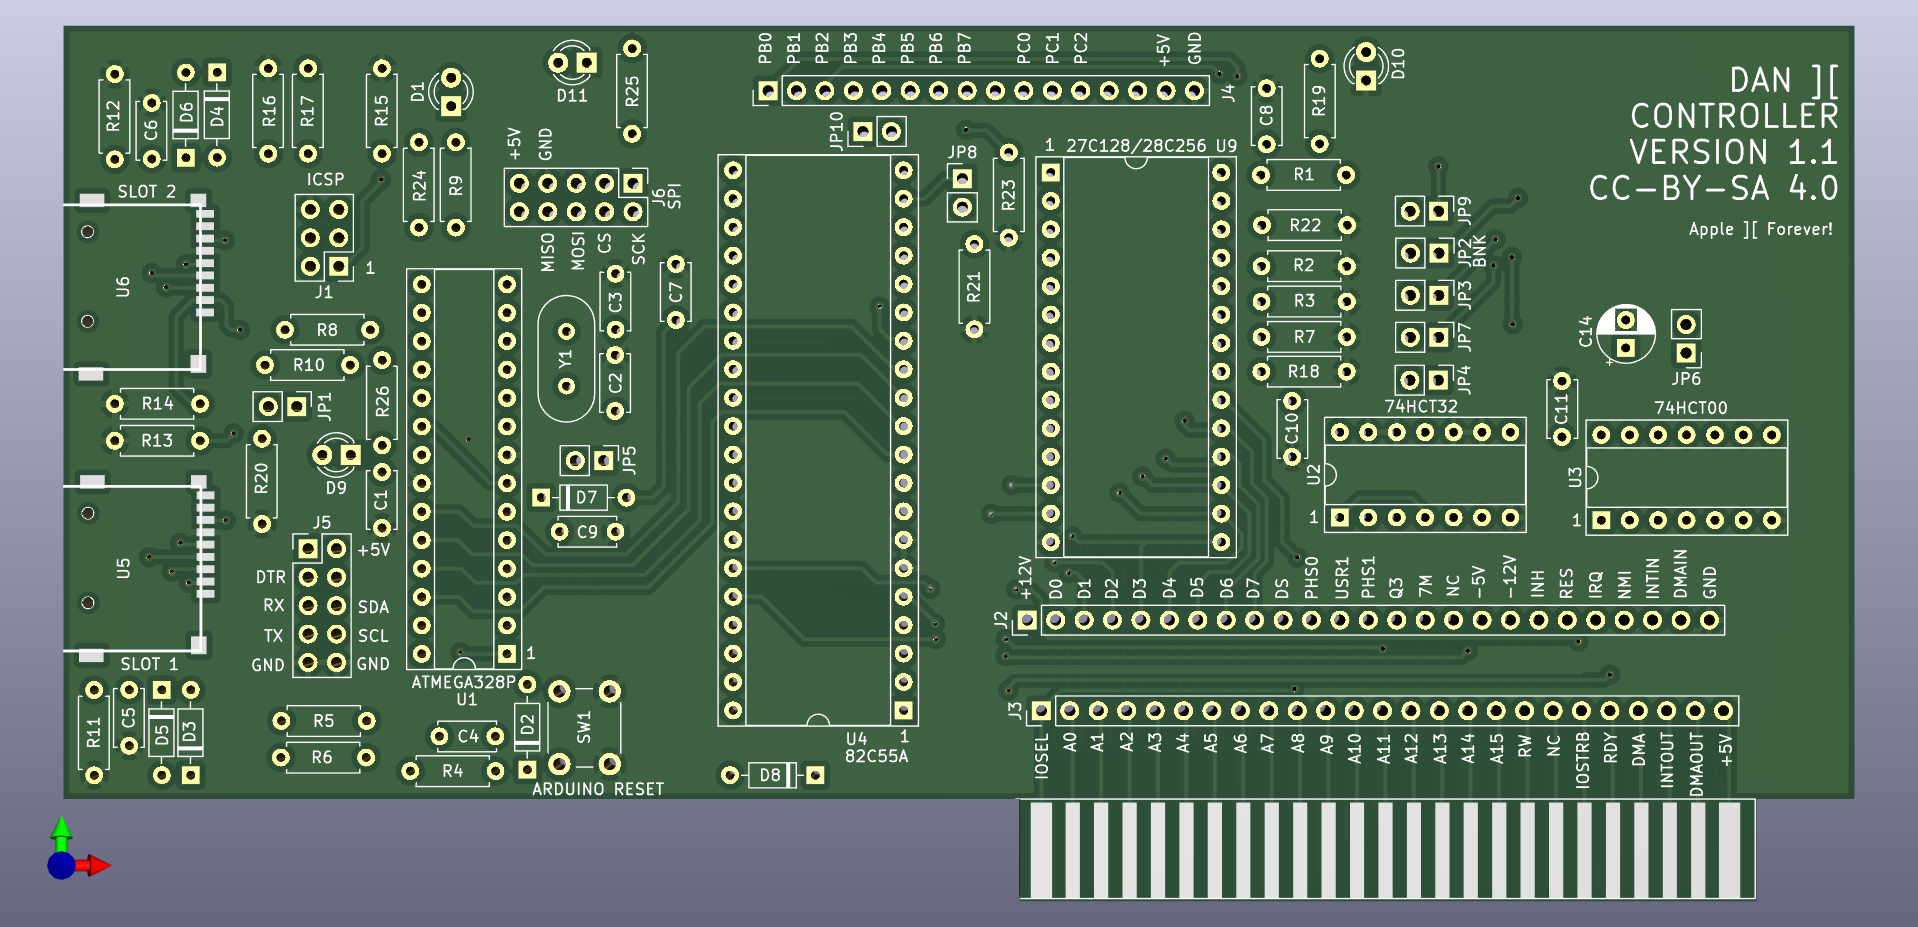 DAN ][
CONTROLLER
VERSION 1.1
CC-BY-SA 4.0
Apple ][ Forever!
PB0 PB1 PB2 PB3 PB4 PB5 PB6 PB7 PC0 PC1 PC2 +5V GND
J4
D10
R19
C8
R12
C6
D6
D4
R16
R17
R15
D1
D11
R25
JP10
SLOT 2
ICSP
R24
R9
+5V GND
J6
SPI
MISO MOSI CS SCK
JP8
R23
1 27C128/28C256 U9
R1
R22
R2
R3
R7
R18
JP9
JP2
BNK
JP3
JP7
JP4
U6
1
J1
R8
R10
R26
Y1
C3
C2
C7
R21
C14
+
JP6
R14
R13
JP1
R20
D9
C1
JP5
D7
C9
C10
74HCT32
U2
1
C11
74HCT00
U3
1
U5
J5
+5V
DTR
RX SDA
TX SCL
GND GND
SLOT 1
1
ATMEGA328P
U1
R11
C5
D5
D3
R5
R6
C4
R4
D2
SW1
ARDUINO RESET
D8
1
U4
82C55A
J2
+12V D0 D1 D2 D3 D4 D5 D6 D7 DS PHS0 USR1 PHS1 Q3 7M NC -5V -12V INH RES IRQ NMI INTIN DMAIN GND
J3
IOSEL A0 A1 A2 A3 A4 A5 A6 A7 A8 A9 A10 A11 A12 A13 A14 A15 RW NC IOSTRB RDY DMA INTOUT DMAOUT +5V